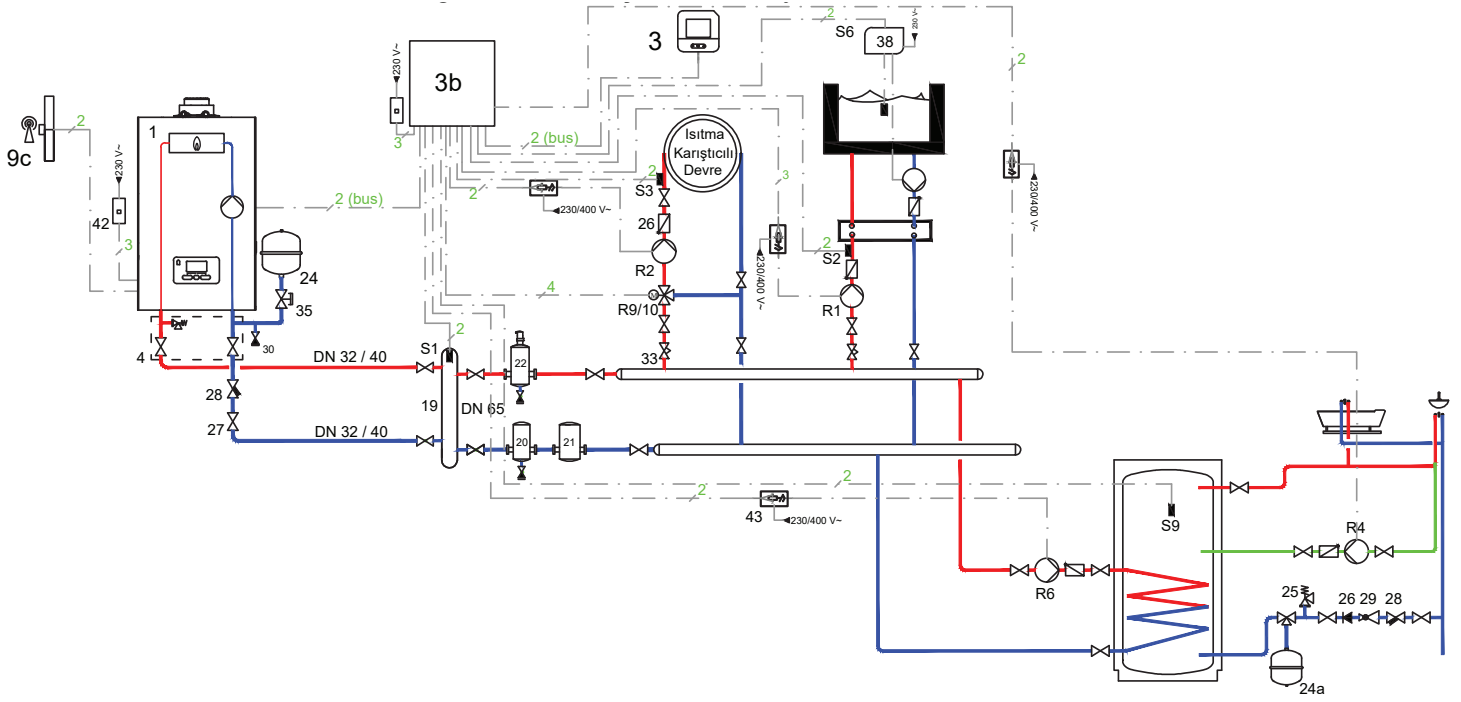 2
S6
230 V~
38
3
2
230 V~
3b
1
2
9c
230 V~
3
2 (bus)
Isıtma
Karıştıcılı
Devre
2
S3
2
3
230/400 V~
230/400 V~
2 (bus)
42
3
26
24
R2
2
S2
230/400 V~
4
35
R9/10
R1
30
2
4
S1
33
22
DN 32 / 40
28
19
DN 65
27
DN 32 / 40
20
21
2
2
43
230/400 V~
S9
R4
R6
25
26
29
28
24a